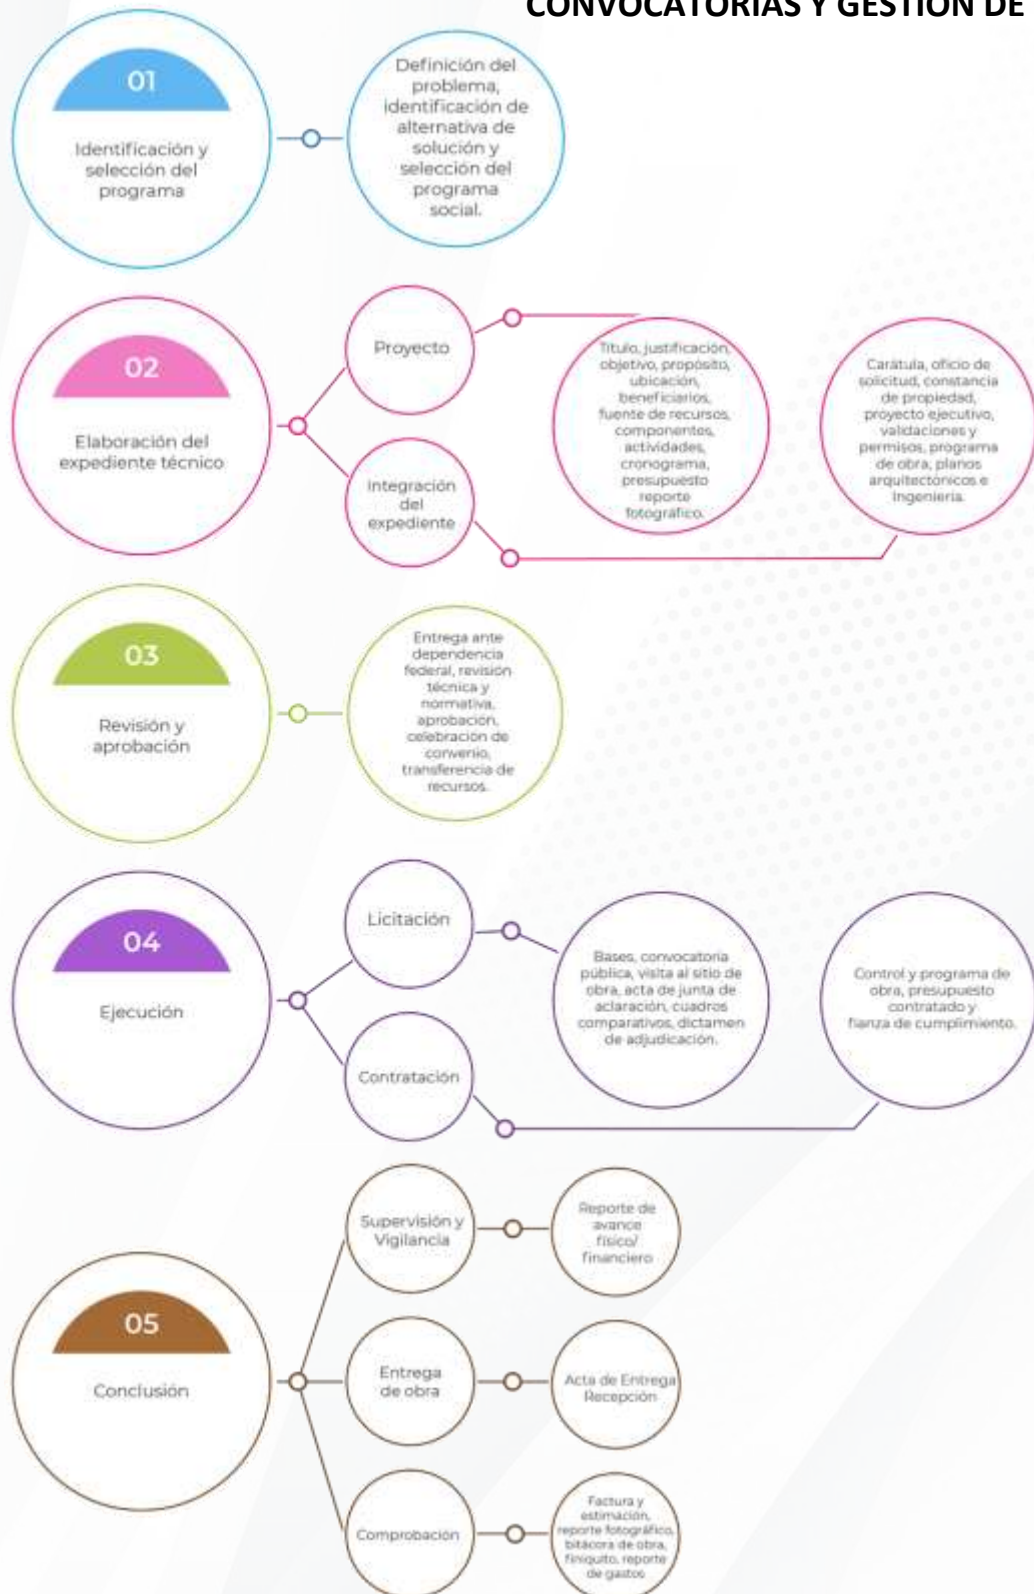 CONVOCATORIAS Y GESTIÓN DE
01
Identificación y
selección del
programa
Definición del
problema,
identificación de
alternativa de
solución y
selección del
programa
social.
02
Elaboración del
expediente técnico
Proyecto
Integración
del
expediente
Título, justificación,
objetivo, propósito,
ubicación,
beneficiarios,
fuente de recursos,
componentes,
actividades,
cronograma,
presupuesto
reporte
fotográfico.
Carátula, oficio de
solicitud, constancia
de propiedad,
proyecto ejecutivo,
validaciones y
permisos, programa
de obra, planos
arquitectónicos e
Ingeniería.
03
Revisión y
aprobación
Entrega ante
dependencia
federal, revisión
técnica y
normativa,
aprobación,
celebración de
convenio,
transferencia de
recursos.
04
Ejecución
Licitación
Contratación
Bases, convocatoria
pública, visita al sitio de
obra, acta de junta de
aclaración, cuadros
comparativos, dictamen
de adjudicación.
Control y programa de
obra, presupuesto
contratado y
fianza de cumplimiento.
05
Conclusión
Supervisión y
Vigilancia
Reporte de
avance
físico/
financiero
Entrega
de obra
Acta de Entrega
Recepción
Comprobación
Factura y
estimación,
reporte fotográfico,
bitácora de obra,
finiquito, reporte
de gastos